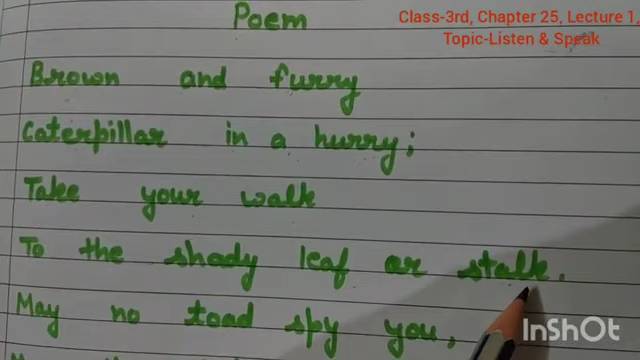 Poem
Class-3rd, Chapter 25, Lecture 1,
Topic-Listen & Speak
Brown and furry
Caterpillar in a hurry;
Take your walk
To the shady leaf or stalk.
May no toad spy you,
InShOt